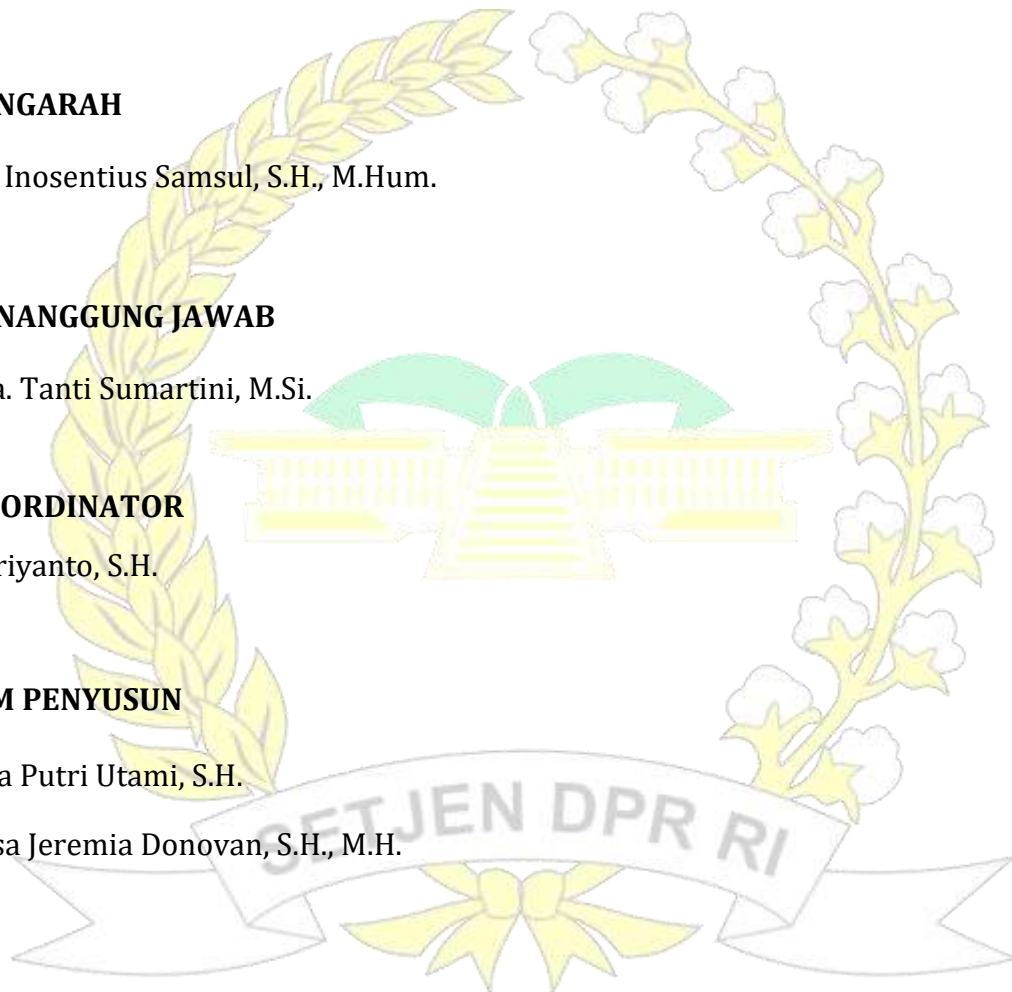 NGARAH
Inosentius Samsul, S.H., M.Hum.
NANGGUNG JAWAB
a. Tanti Sumartini, M.Si.
ORDINATOR
riyanto, S.H.
M PENYUSUN
a Putri Utami, S.H.
sa Jeremia Donovan, S.H., M.H.
SETJEN DPR RI